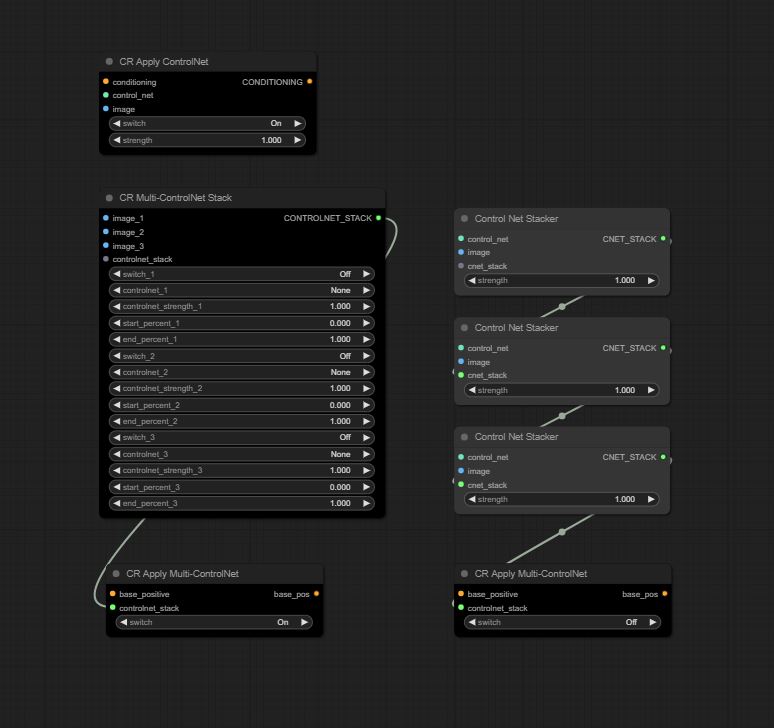 CR Apply ControlNet
conditioning CONDITIONING
control_net
image
switch On
strength 1.000
CR Multi-ControlNet Stack
image_1 CONTROLNET_STACK
image_2
image_3
controlnet_stack
switch_1 Off
controlnet_1 None
controlnet_strength_1 1.000
start_percent_1 0.000
end_percent_1 1.000
switch_2 Off
controlnet_2 None
controlnet_strength_2 1.000
start_percent_2 0.000
end_percent_2 1.000
switch_3 Off
controlnet_3 None
controlnet_strength_3 1.000
start_percent_3 0.000
end_percent_3 1.000
CR Apply Multi-ControlNet
base_positive base_pos
controlnet_stack
switch On
Control Net Stacker
control_net CNET_STACK
image
cnet_stack
strength 1.000
Control Net Stacker
control_net CNET_STACK
image
cnet_stack
strength 1.000
Control Net Stacker
control_net CNET_STACK
image
cnet_stack
strength 1.000
CR Apply Multi-ControlNet
base_positive base_pos
controlnet_stack
switch Off